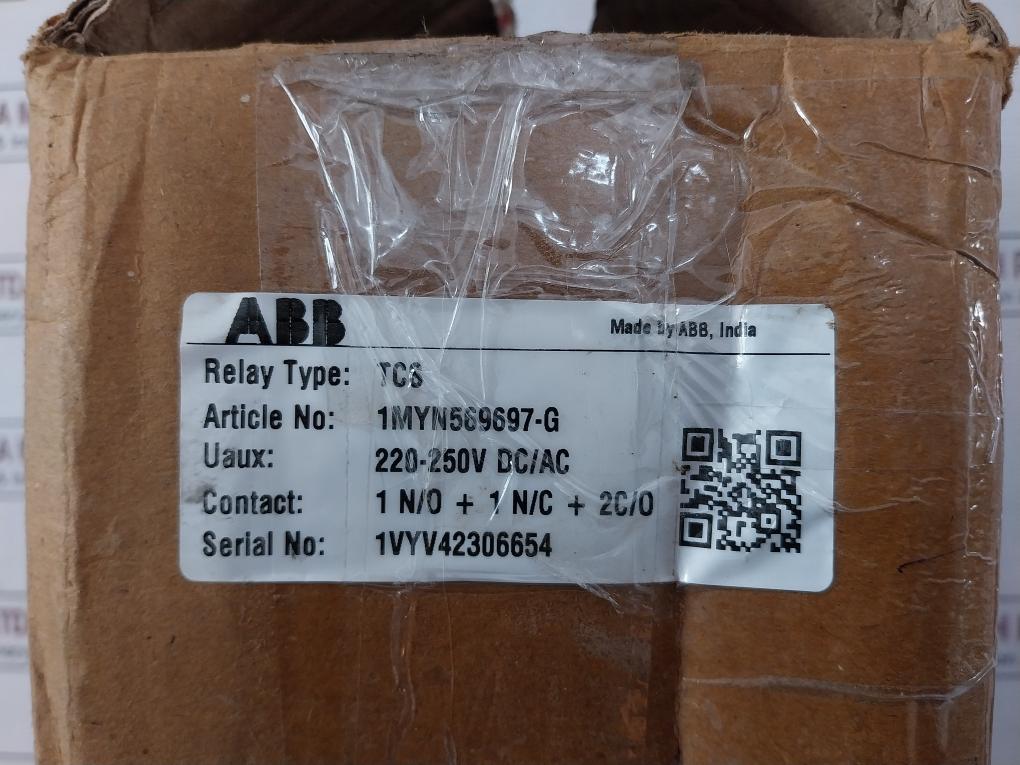 ABB
Made by ABB, India
Relay Type: TCS
Article No: 1MYN569697-G
Uaux: 220-250V DC/AC
Contact: 1 N/O + 1 N/C + 2C/O
Serial No: 1VYV42306654